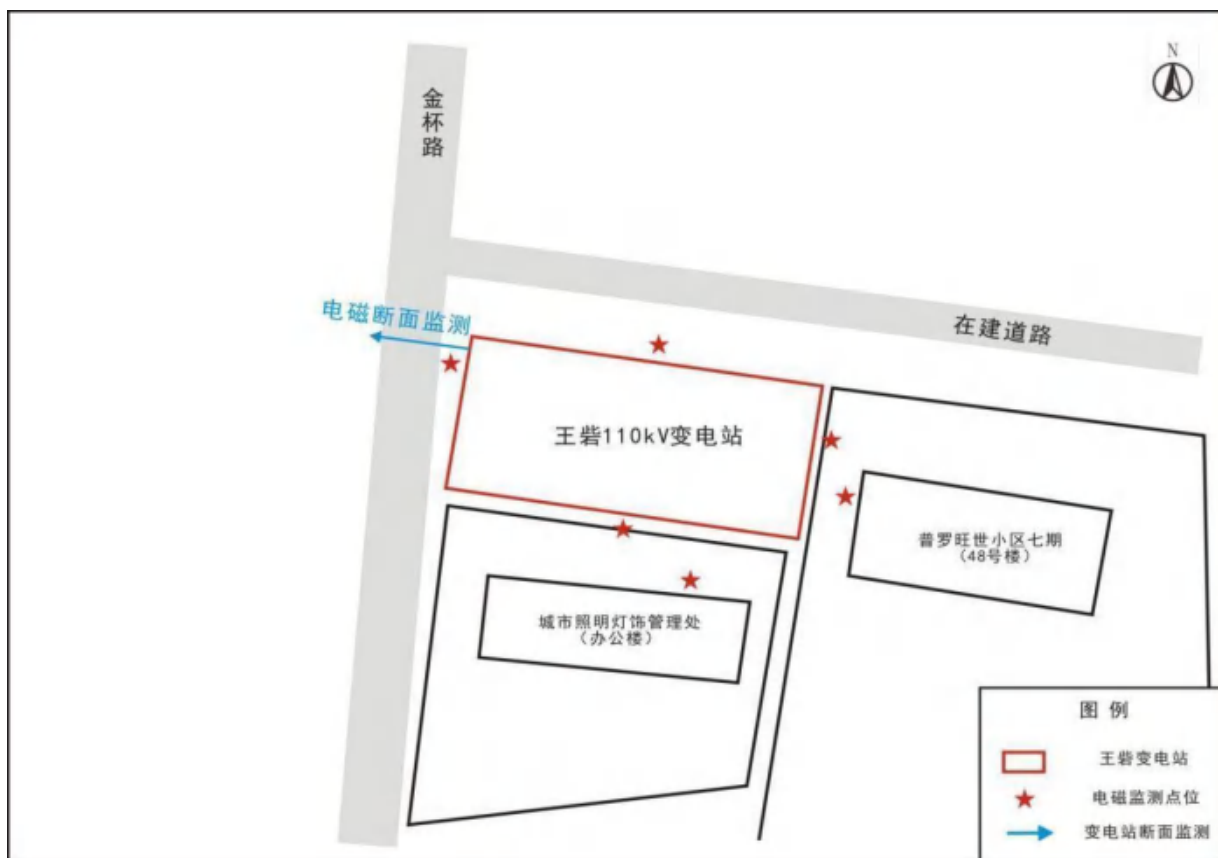 N
金杯路
电磁断面监测
在建道路
王砦110kV变电站
普罗旺世小区七期
(48号楼)
城市照明灯饰管理处
(办公楼)
图 例
王砦变电站
电磁监测点位
变电站断面监测